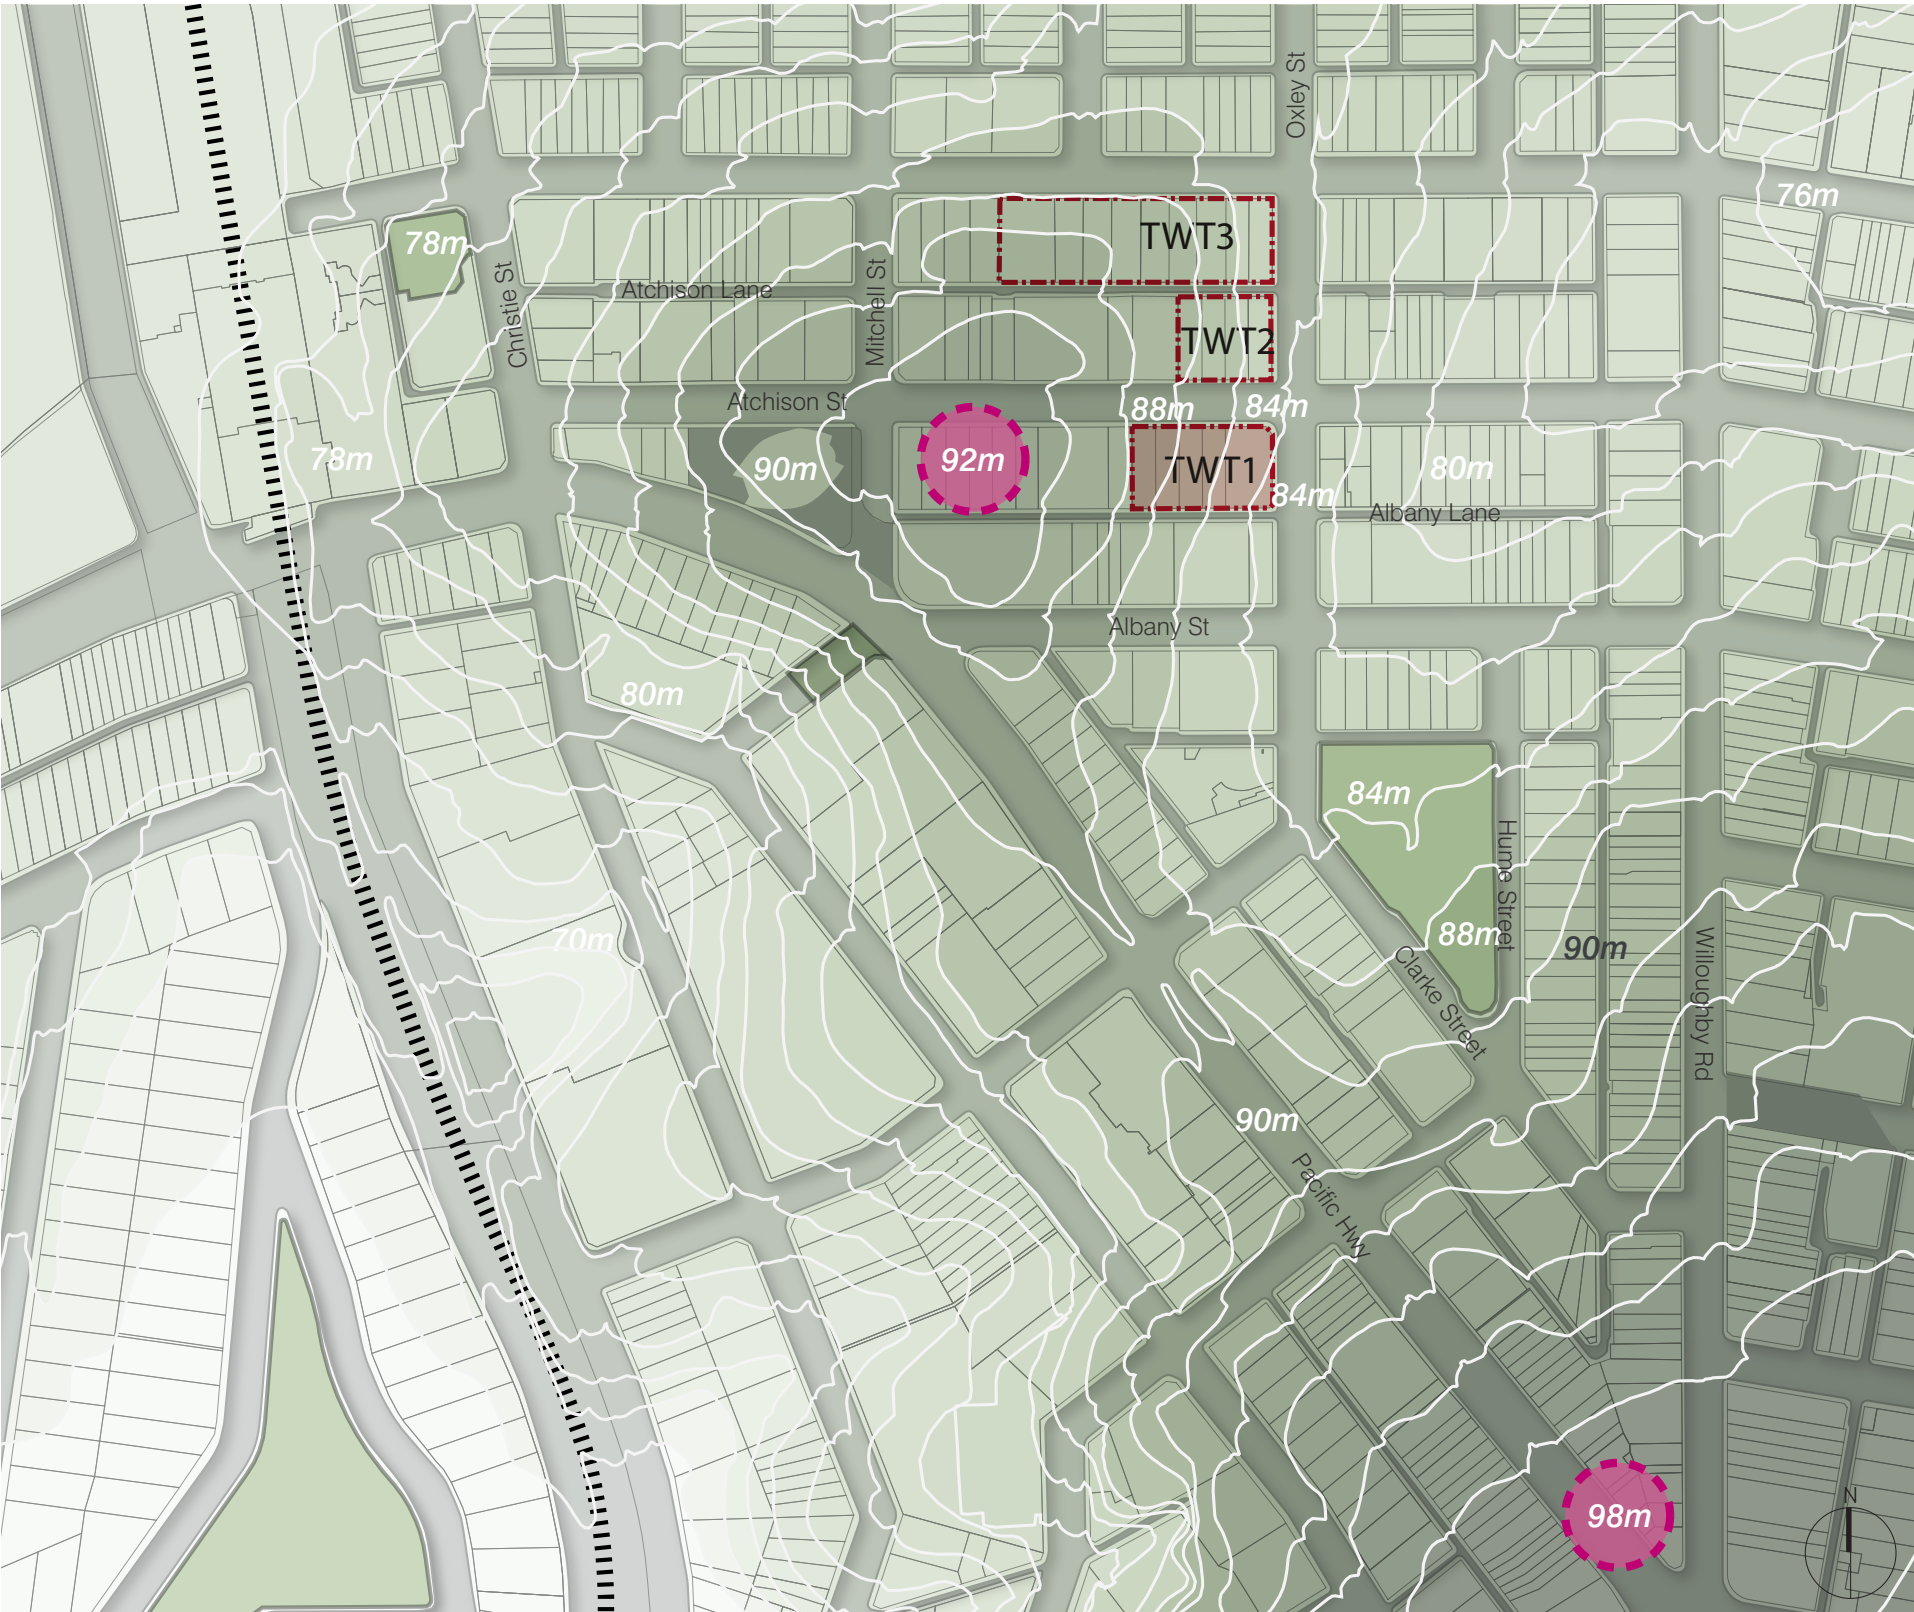 Oxley St
76m
TWT3
78m
Christie St
Atchison Lane
Mitchell St
TWT2
Atchison St
88m
84m
78m
90m
92m
TWT1
80m
84m
Albany Lane
Albany St
80m
84m
Hume Street
70m
88m
90m
Clarke Street
Willoughby Rd
90m
Pacific Hwy
98m
N